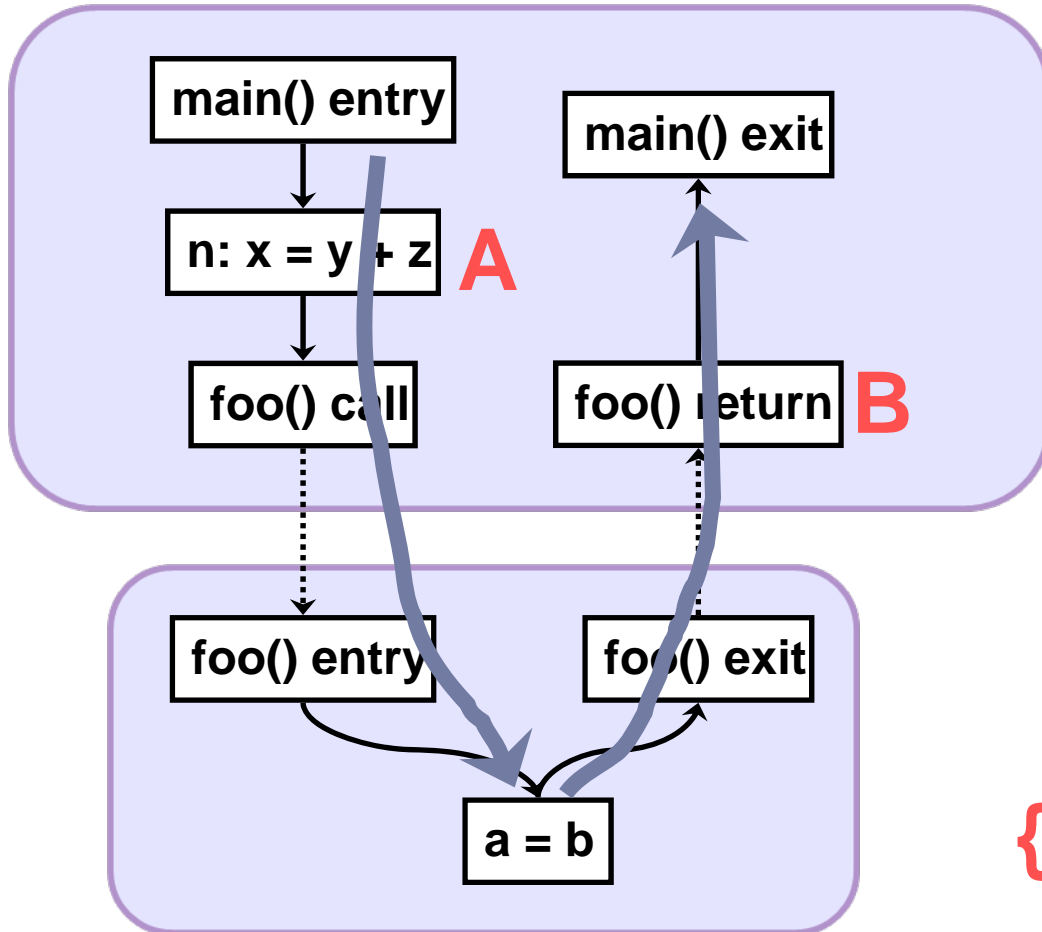 main() entry
main() exit
n: x = y + z
A
foo() call
foo() return
B
foo() entry
foo() exit
a = b
{